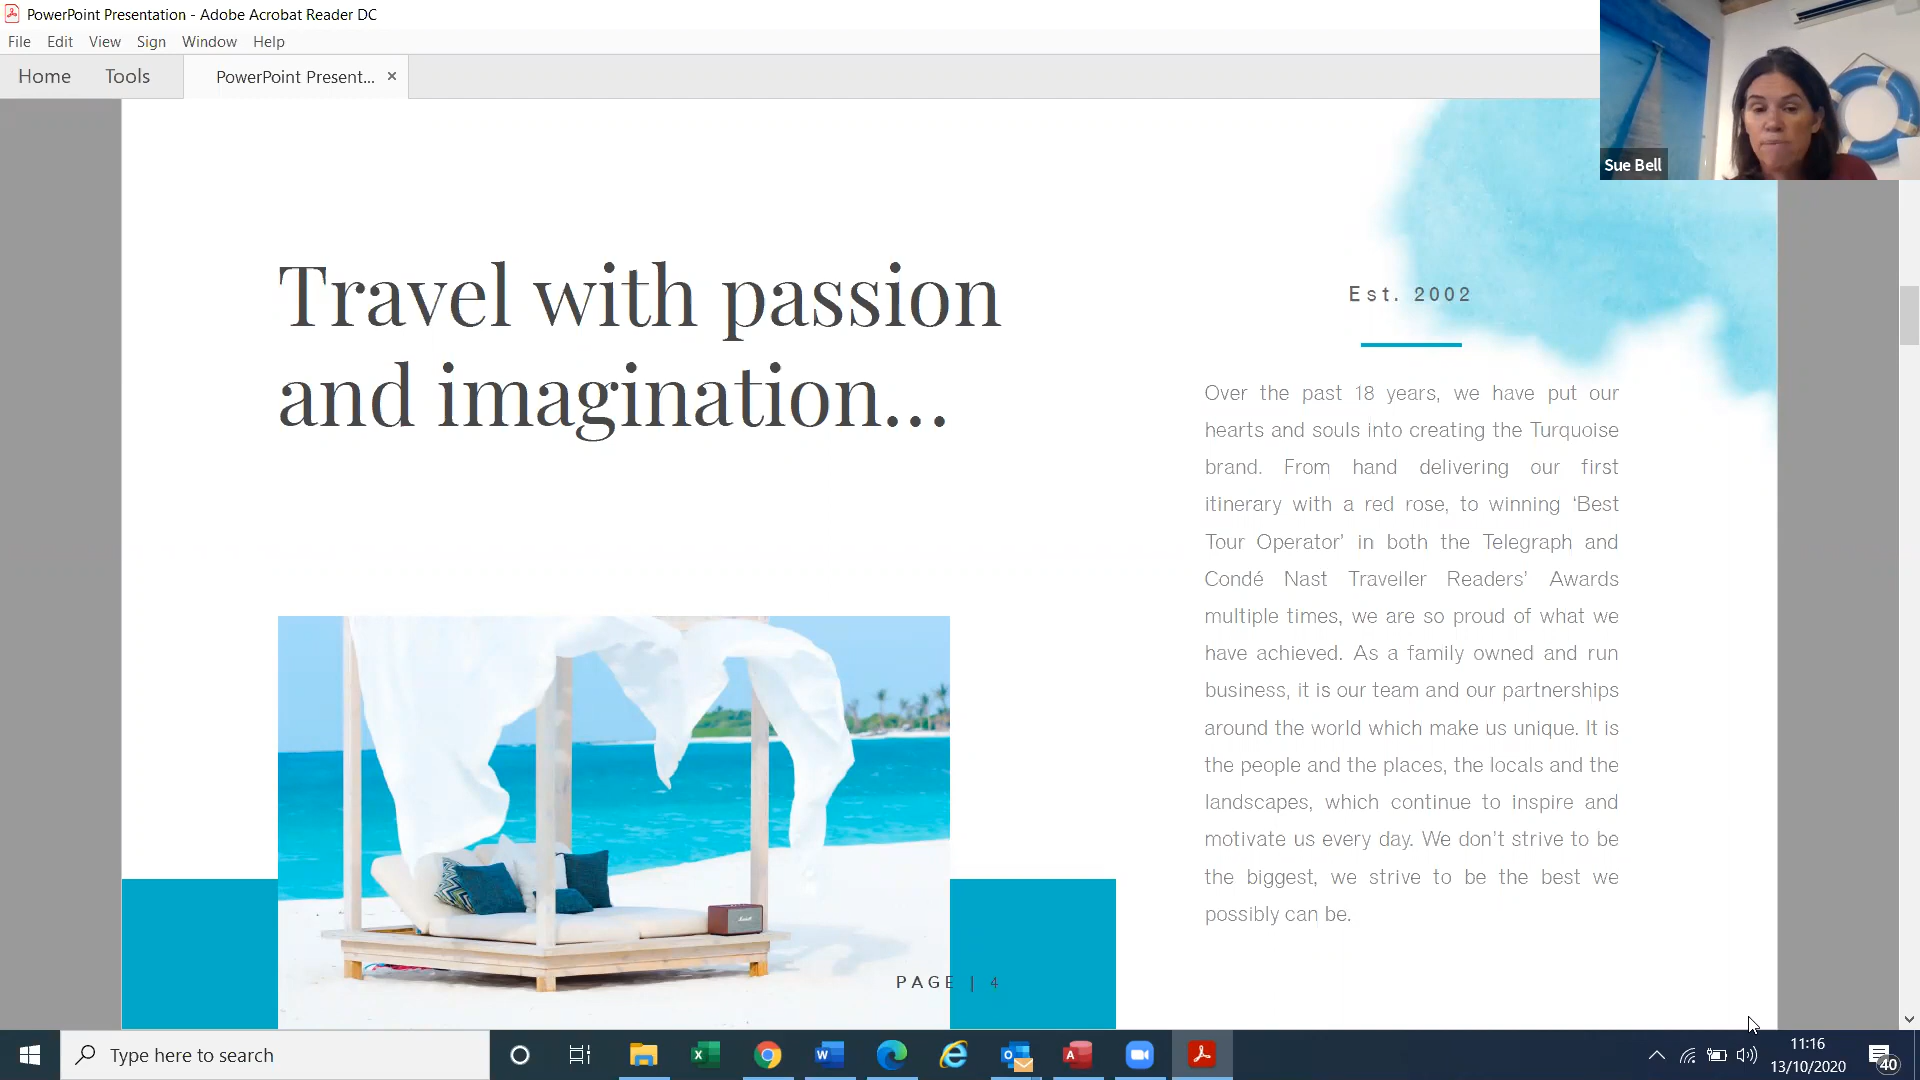 PowerPoint Presentation - Adobe Acrobat Reader DC
File Edit View Sign Window Help
Home Tools PowerPoint Present... ×
Sue Bell
Travel with passion
and imagination...
Est. 2002
Over the past 18 years, we have put our
hearts and souls into creating the Turquoise
brand. From hand delivering our first
itinerary with a red rose, to winning ‘Best
Tour Operator’ in both the Telegraph and
Condé Nast Traveller Readers’ Awards
multiple times, we are so proud of what we
have achieved. As a family owned and run
business, it is our team and our partnerships
around the world which make us unique. It is
the people and the places, the locals and the
landscapes, which continue to inspire and
motivate us every day. We don’t strive to be
the biggest, we strive to be the best we
possibly can be.
Marshall
PAGE | 4
Type here to search
11:16
13/10/2020
40